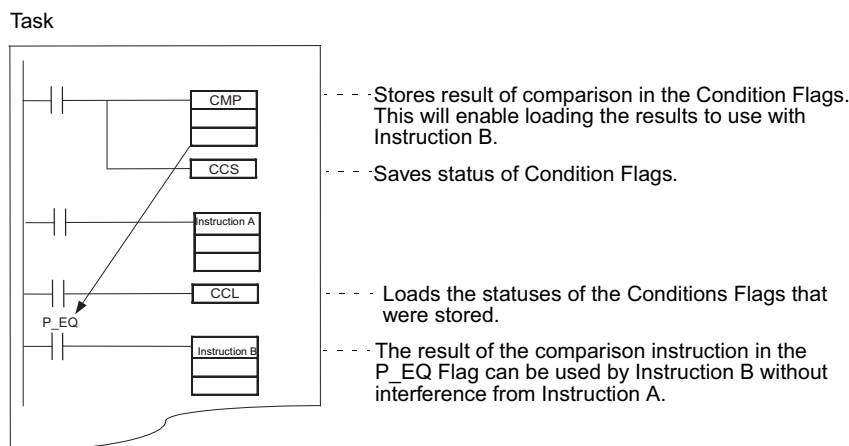 Task
CMP
Stores result of comparison in the Condition Flags.
This will enable loading the results to use with
Instruction B.
CCS
Saves status of Condition Flags.
Instruction A
CCL
Loads the statuses of the Conditions Flags that
were stored.
P_EQ
Instruction B
The result of the comparison instruction in the
P_EQ Flag can be used by Instruction B without
interference from Instruction A.